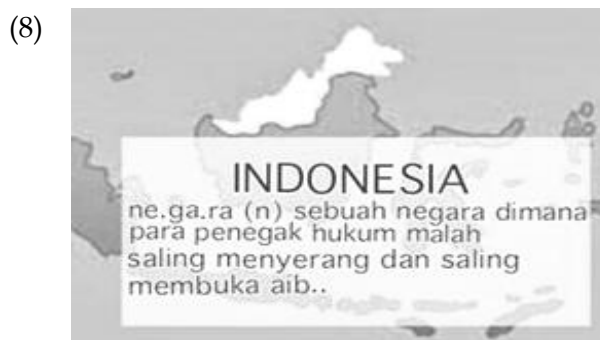 (8)
INDONESIA
ne.ga.ra (n) sebuah negara dimana
para penegak hukum malah
saling menyerang dan saling
membuka aib..